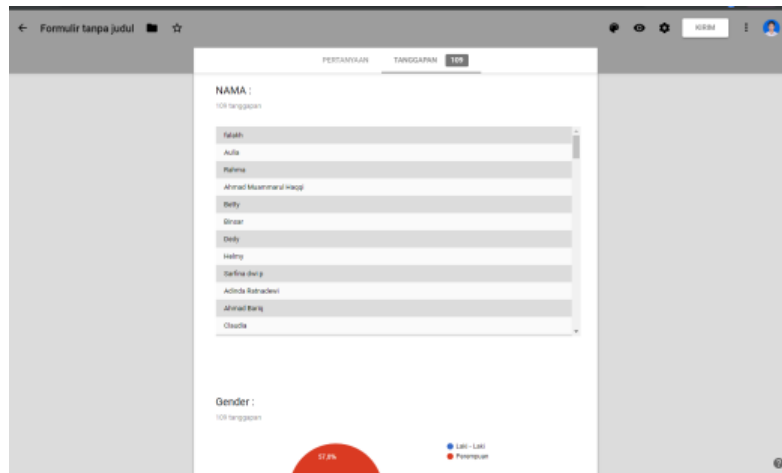 Formulir tanpa judul
KIRIM
PERTANYAAN TANGGAPAN 109
NAMA :
109 tanggapan
falakh
Aulia
Rahma
Ahmad Muammarul Haqqi
Betty
Binsar
Dedy
Halmy
Sarfina dwi p
Adinda Ratnadewi
Ahmad Bariq
Claudia
Gender :
109 tanggapan
57,8%
Laki - Laki
Perempuan